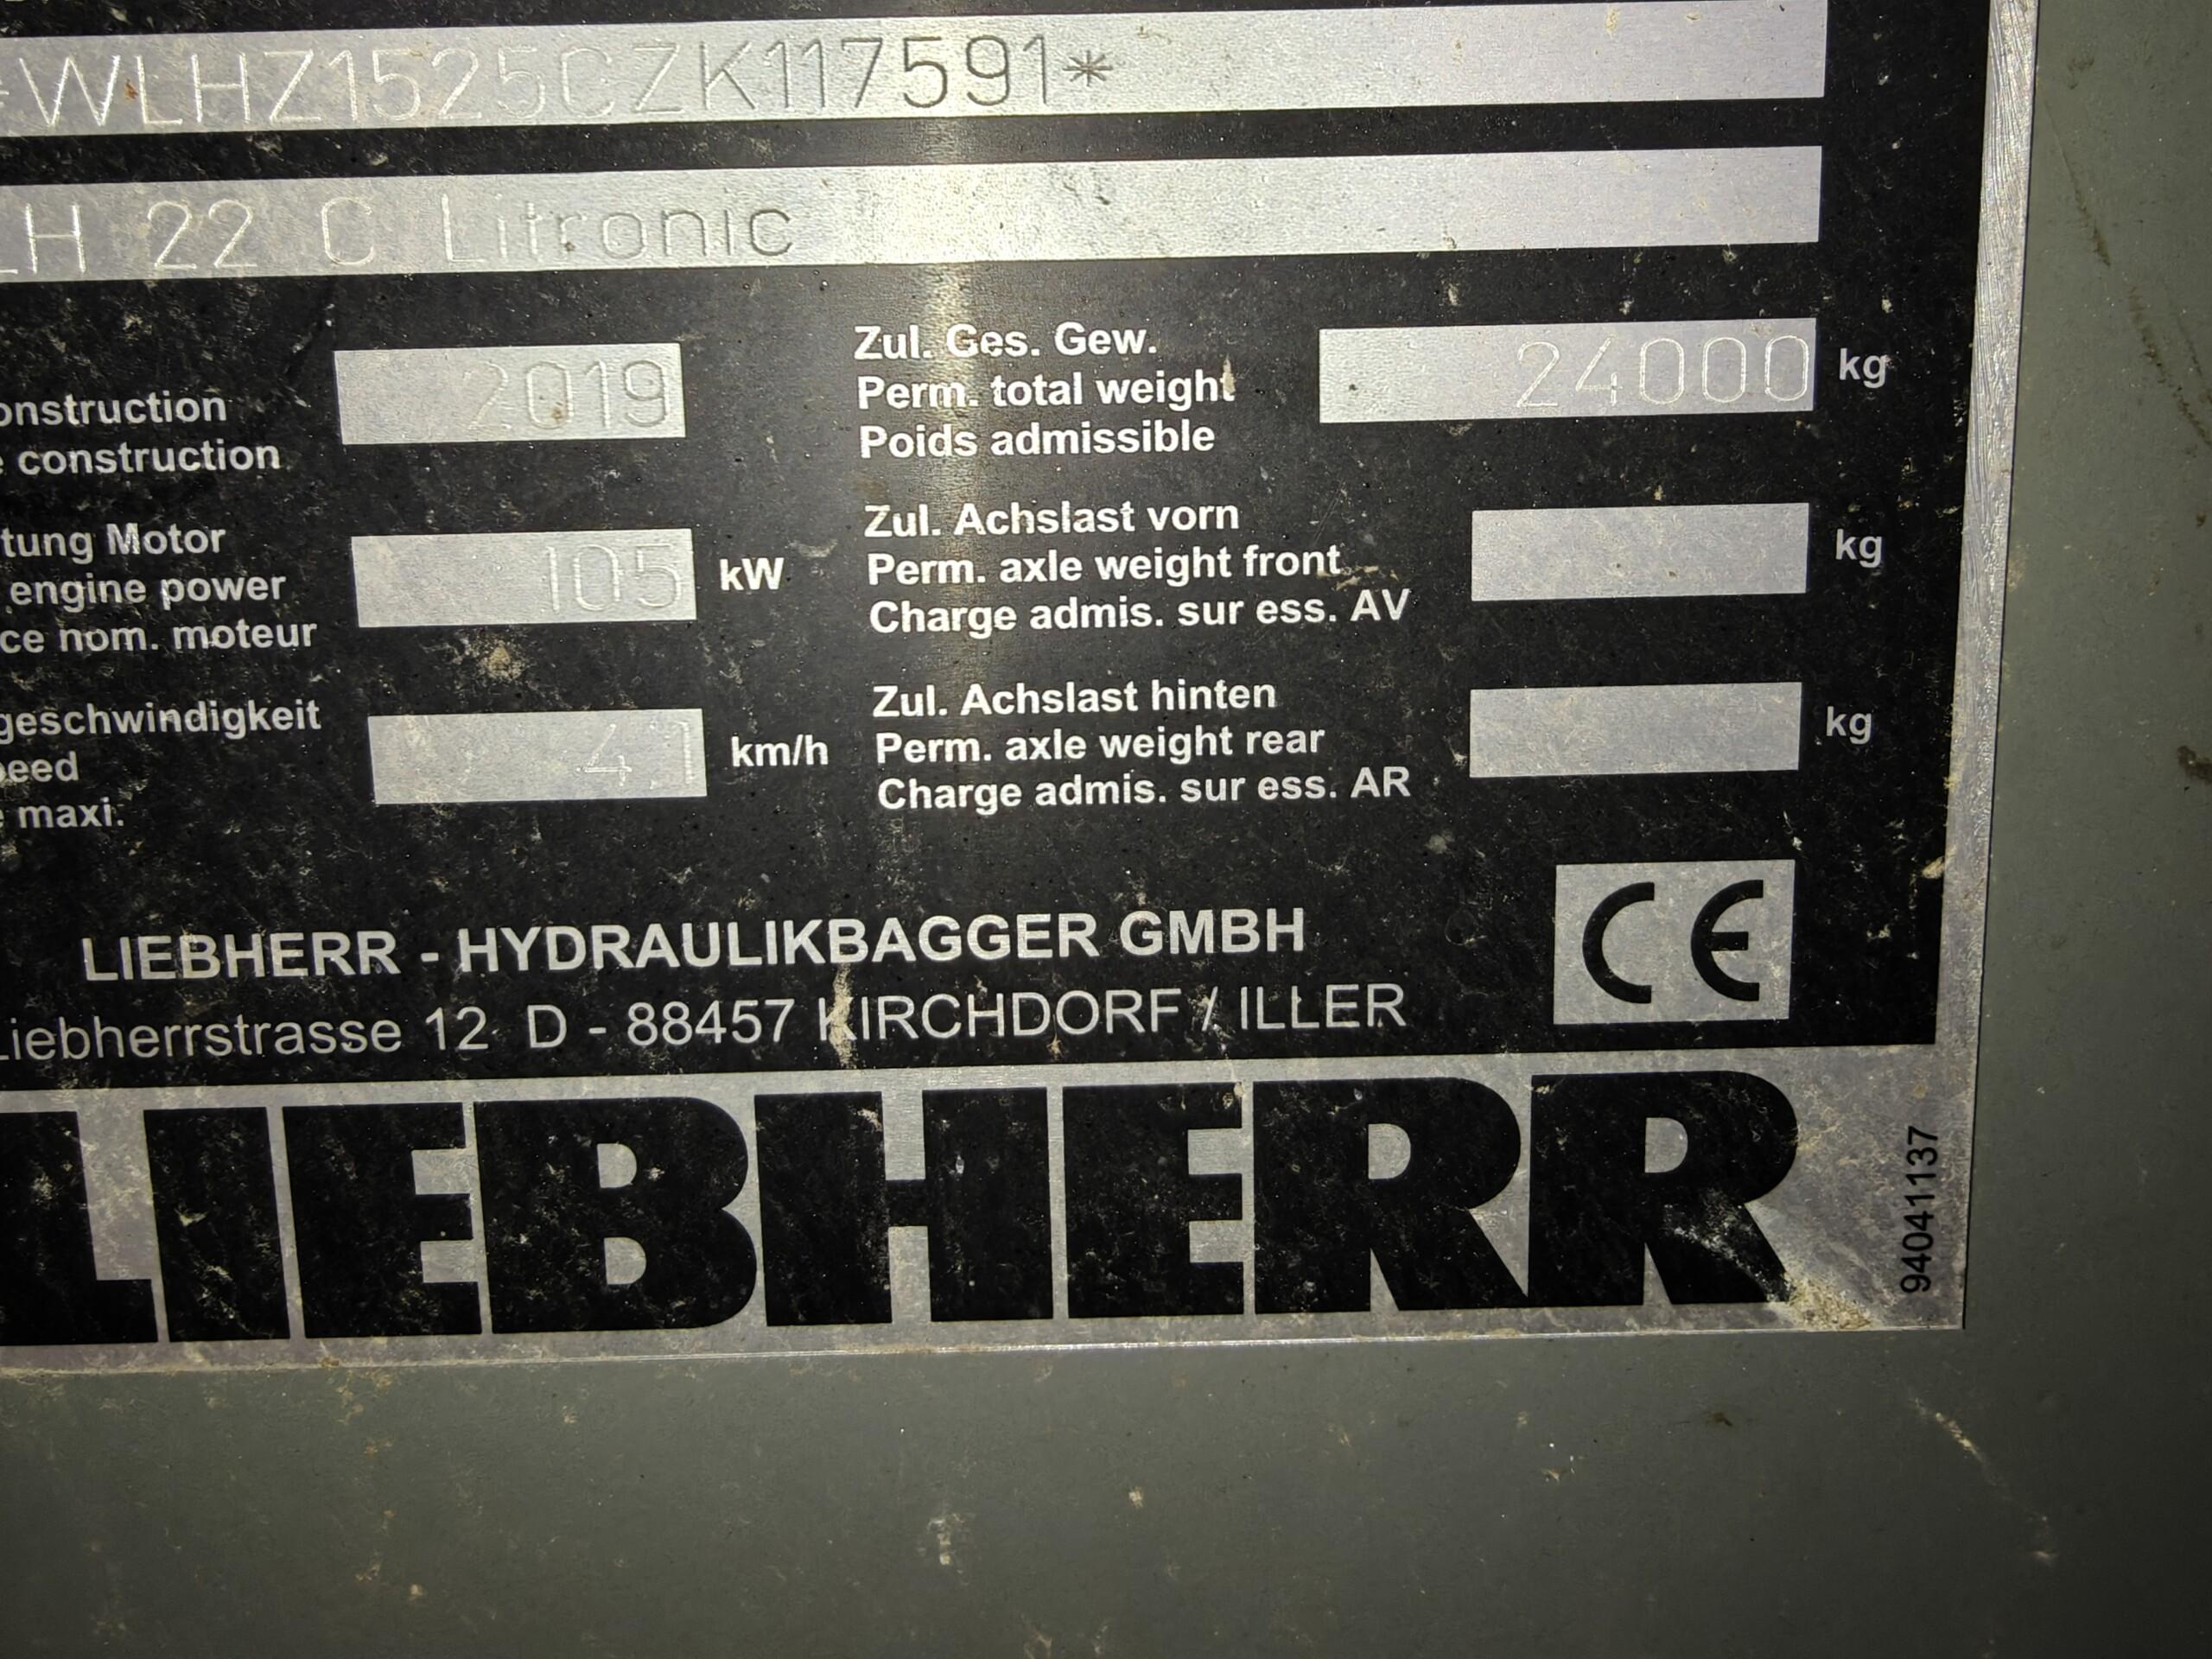 *WLHZ1525CZK117591*
LH 22 C Litronic
onstruction
e construction
2019
Zul. Ges. Gew.
Perm. total weight
Poids admissible
24000 kg
tung Motor
engine power
ce nom. moteur
105 kW
Zul. Achslast vorn
Perm. axle weight front
Charge admis. sur ess. AV
kg
geschwindigkeit
peed
e maxi.
41 km/h
Zul. Achslast hinten
Perm. axle weight rear
Charge admis. sur ess. AR
kg
CE
LIEBHERR - HYDRAULIKBAGGER GMBH
Liebherrstrasse 12 D - 88457 KIRCHDORF / ILLER
LIEBHERR
94041137